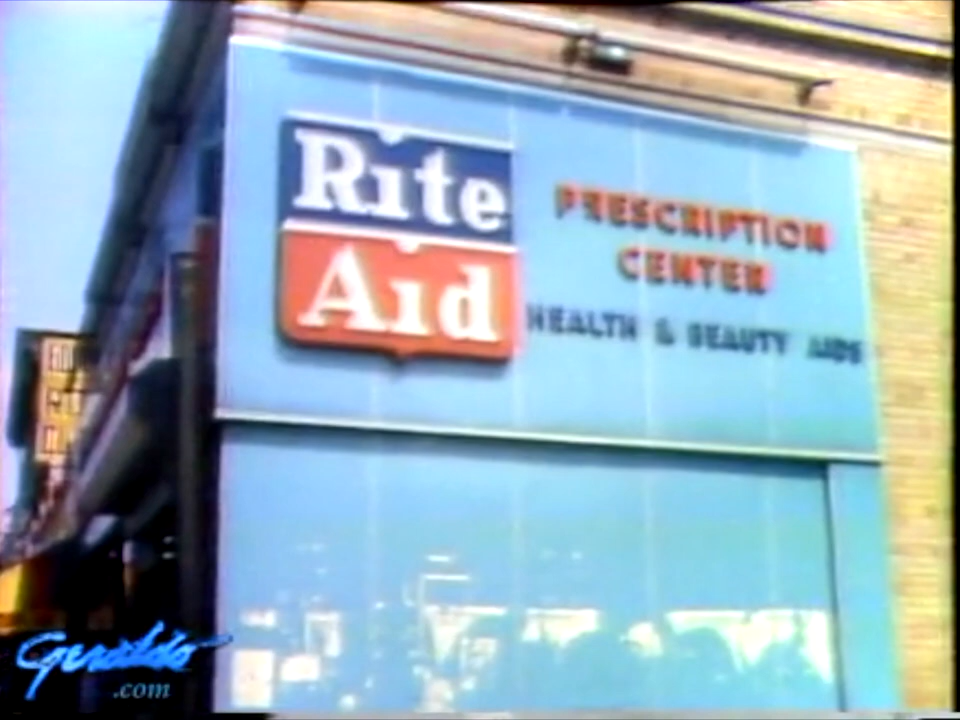 Rite
Aid
PRESCRIPTION
CENTER
HEALTH & BEAUTY AIDS
Geraldo
.com